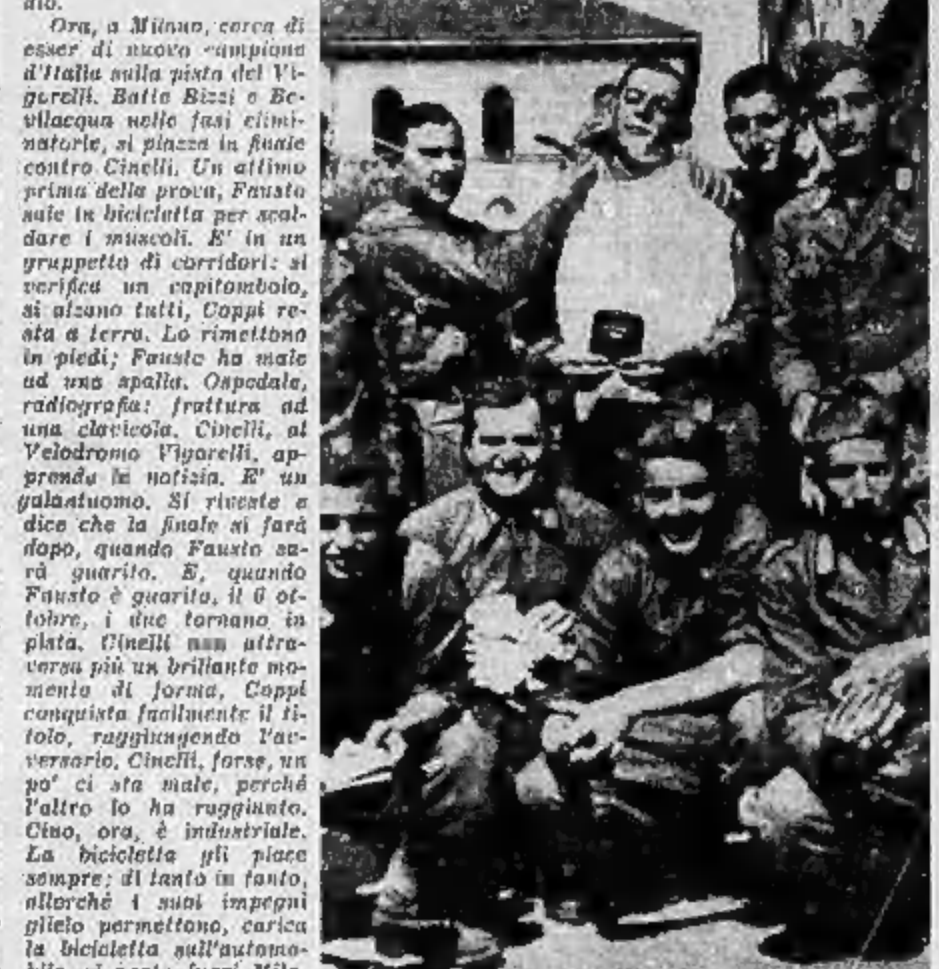 Ora, a Milano, cerca di
esser di nuovo campione
d'Italia sulla pista del Vi-
gorelli. Batte Bizzi e Be-
vilacqua nelle fasi elimi-
natorie, si piazza in finale
contro Cinelli. Un attimo
prima della prova, Fausto
sale in bicicletta per scal-
dare i muscoli. E' in un
gruppetto di corridori: si
verifica un capitombolo,
si alzano tutti, Coppi re-
sta a terra. Lo rimettono
in piedi; Fausto ha male
ad una spalla. Ospedale,
radiografia: frattura ad
una clavicola. Cinelli, al
Velodromo Vigorelli, ap-
prende la notizia. E' un
galantuomo. Si riveste e
dice che la finale si farà
dopo, quando Fausto sa-
rà guarito. E, quando
Fausto è guarito, il 6 ot-
tobre, i due tornano in
pista. Cinelli non attra-
versa più un brillante mo-
mento di forma, Coppi
conquista facilmente il ti-
tolo, raggiungendo l'av-
versario. Cinelli, forse, un
po' ci sta male, perché
l'altro lo ha raggiunto.
Cino, ora, è industriale.
La bicicletta gli piace
sempre; di tanto in tanto,
allorché i suoi impegni
glielo permettono, carica
la bicicletta sull'automo-